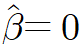 β̂ = 0